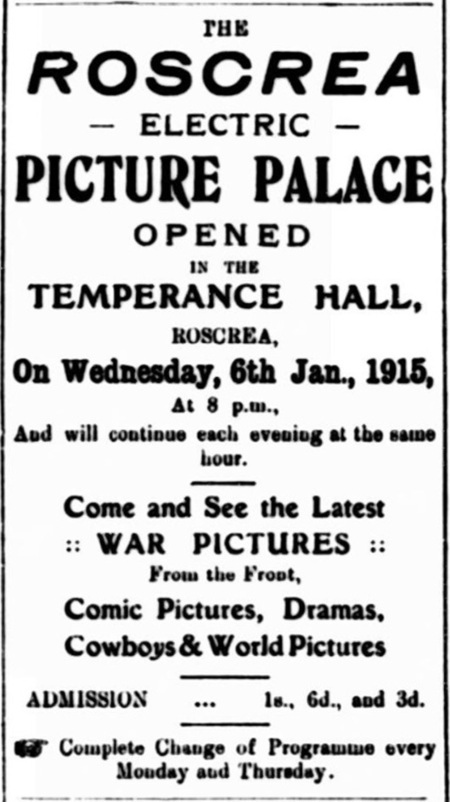 THE
ROSCREA
— ELECTRIC —
PICTURE PALACE
OPENED
IN THE
TEMPERANCE HALL,
ROSCREA,
On Wednesday, 6th Jan., 1915,
At 8 p.m.,
And will continue each evening at the same
hour.
Come and See the Latest
:: WAR PICTURES ::
From the Front,
Comic Pictures, Dramas,
Cowboys & World Pictures
ADMISSION ... 1s., 6d., and 3d.
☞ Complete Change of Programme every
Monday and Thursday.